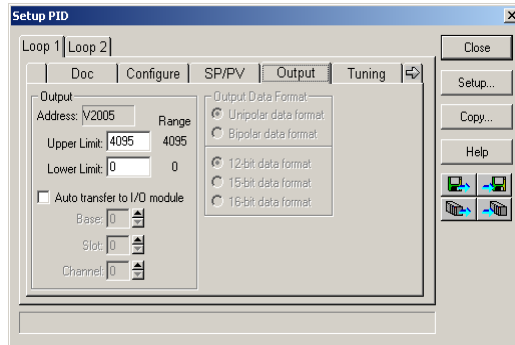 Setup PID
Loop 1 Loop 2
Doc Configure SP/PV Output Tuning
Output
Address: V2005 Range
Upper Limit: 4095 4095
Lower Limit: 0 0
Auto transfer to I/O module
Base: 0
Slot: 0
Channel: 0
Output Data Format
Unipolar data format
Bipolar data format
12-bit data format
15-bit data format
16-bit data format
Close
Setup...
Copy...
Help